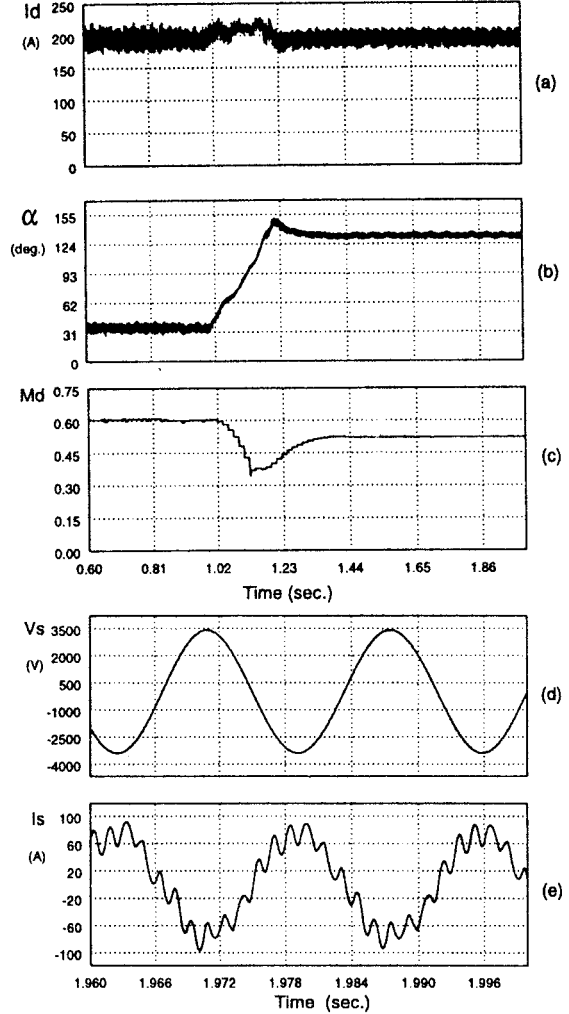 Id
(A)
250
200
150
100
50
0
(a)
α
(deg.)
155
124
93
62
31
0
(b)
Md
0.75
0.60
0.45
0.30
0.15
0.00
(c)
0.60 0.81 1.02 1.23 1.44 1.65 1.86
Time (sec.)
Vs
(V)
3500
2000
500
-1000
-2500
-4000
(d)
Is
(A)
100
60
20
-20
-60
-100
(e)
1.960 1.966 1.972 1.978 1.984 1.990 1.996
Time (sec.)